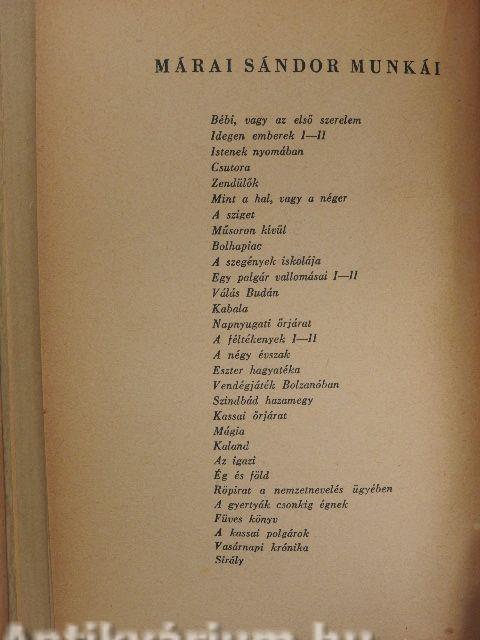 MÁRAI SÁNDOR MUNKÁI
Bébi, vagy az első szerelem
Idegen emberek I—II
Istenek nyomában
Csutora
Zendülők
Mint a hal, vagy a néger
A sziget
Műsoron kívül
Bolhapiac
A szegények iskolája
Egy polgár vallomásai I—II
Válás Budán
Kabala
Napnyugati őrjárat
A féltékenyek I—II
A négy évszak
Eszter hagyatéka
Vendégjáték Bolzanóban
Szindbád hazamegy
Kassai őrjárat
Mágia
Kaland
Az igazi
Ég és föld
Röpirat a nemzetnevelés ügyében
A gyertyák csonkig égnek
Füves könyv
A kassai polgárok
Vasárnapi krónika
Sirály
Antikvárium.hu